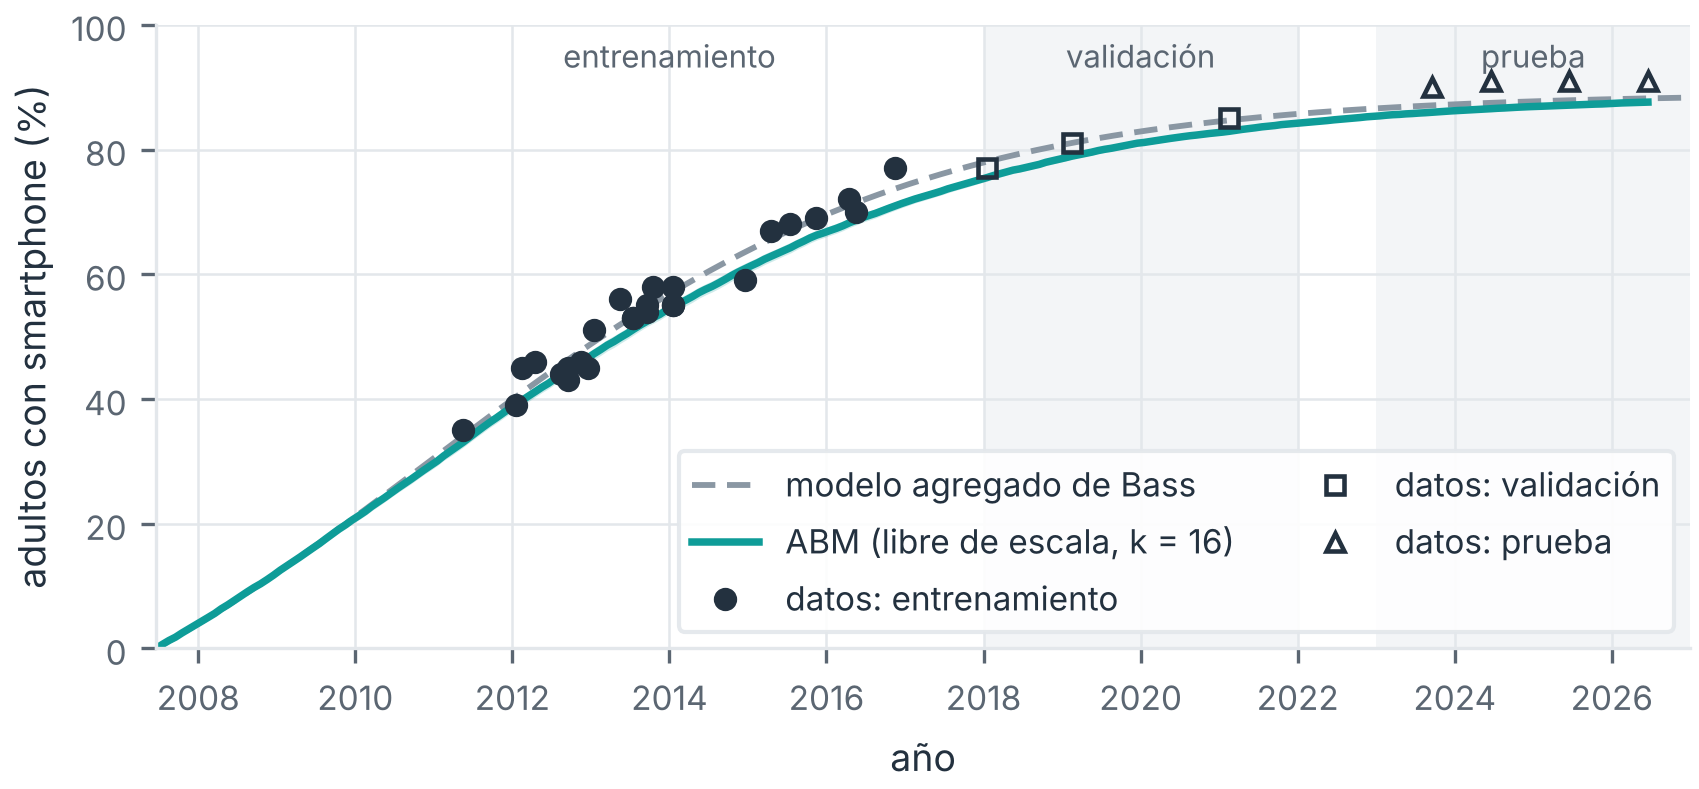 100
80
60
40
20
0
adultos con smartphone (%)
entrenamiento
validación
prueba
modelo agregado de Bass
ABM (libre de escala, k = 16)
datos: entrenamiento
datos: validación
datos: prueba
2008 2010 2012 2014 2016 2018 2020 2022 2024 2026
año